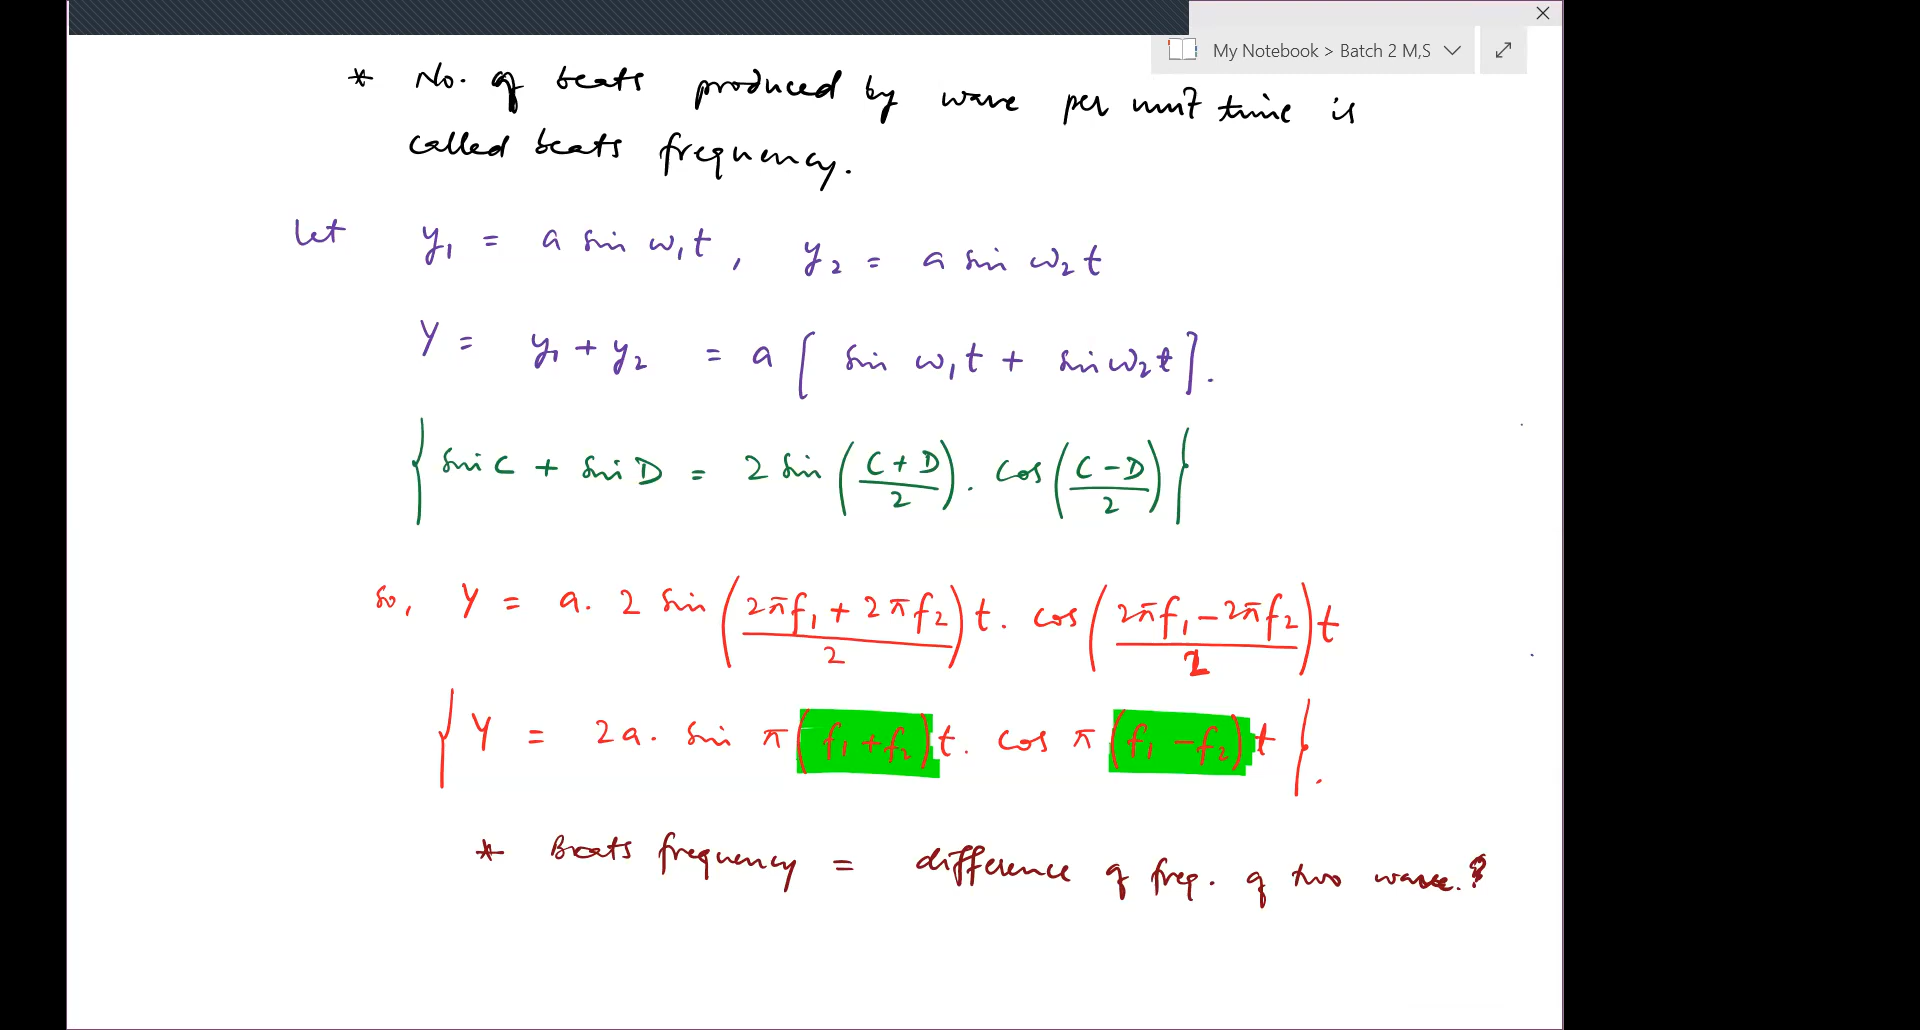 My Notebook > Batch 2 M,S
* No. of beats produced by wave per unit time is
called beats frequency.
Let y₁ = a sin ω₁t , y₂ = a sin ω₂t
Y = y₁ + y₂ = a [ sin ω₁t + sin ω₂t ].
{ sin C + sin D = 2 sin ( (C + D)/2 ) . cos ( (C - D)/2 ) }
so, Y = a. 2 sin ( (2πf₁ + 2πf₂)/2 ) t . cos ( (2πf₁ - 2πf₂)/2 ) t
{ Y = 2a. sin π (f₁ + f₂) t . cos π (f₁ - f₂) t }.
* Beats frequency = difference of freq. of two wave.